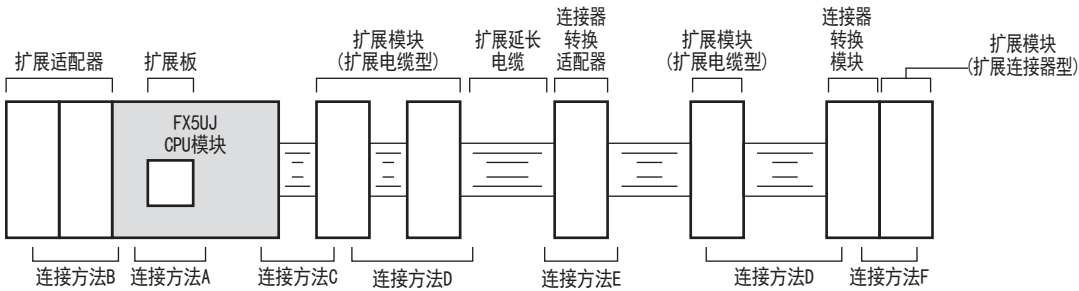 扩展适配器
扩展板
扩展模块
(扩展电缆型)
扩展延长
电缆
连接器
转换
适配器
扩展模块
(扩展电缆型)
连接器
转换
模块
扩展模块
(扩展连接器型)
FX5UJ
CPU模块
连接方法B
连接方法A
连接方法C
连接方法D
连接方法E
连接方法D
连接方法F